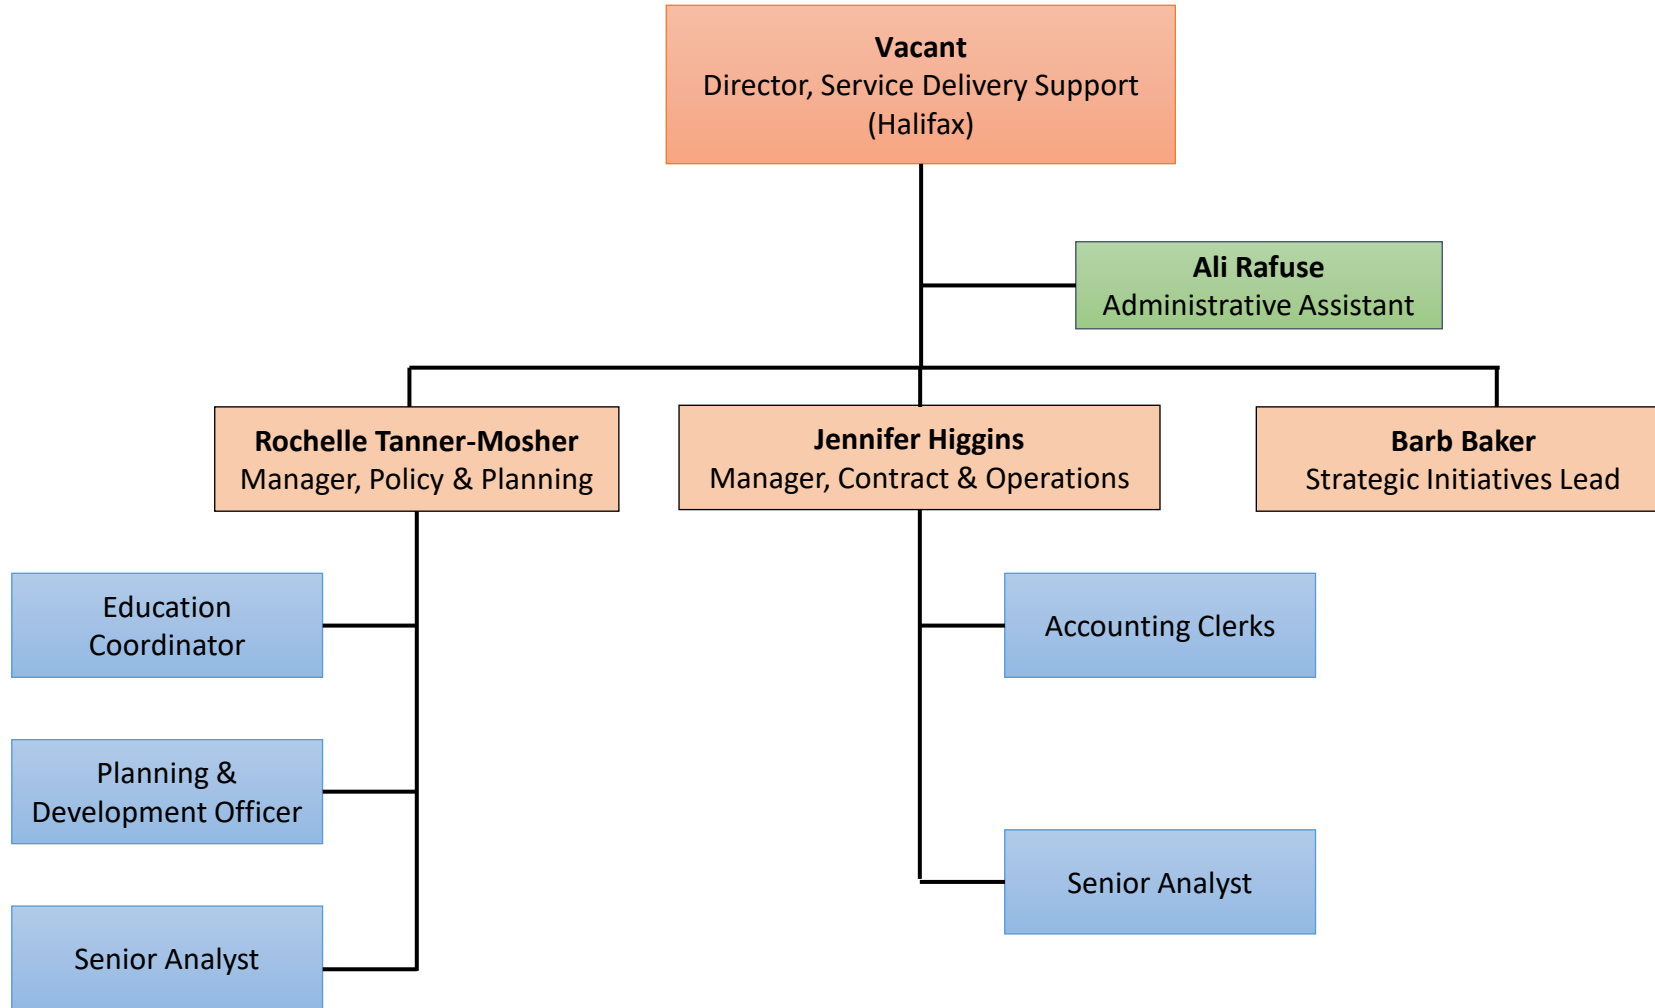 Vacant
Director, Service Delivery Support
(Halifax)
Ali Rafuse
Administrative Assistant
Rochelle Tanner-Mosher
Manager, Policy & Planning
Jennifer Higgins
Manager, Contract & Operations
Barb Baker
Strategic Initiatives Lead
Education
Coordinator
Planning &
Development Officer
Senior Analyst
Accounting Clerks
Senior Analyst